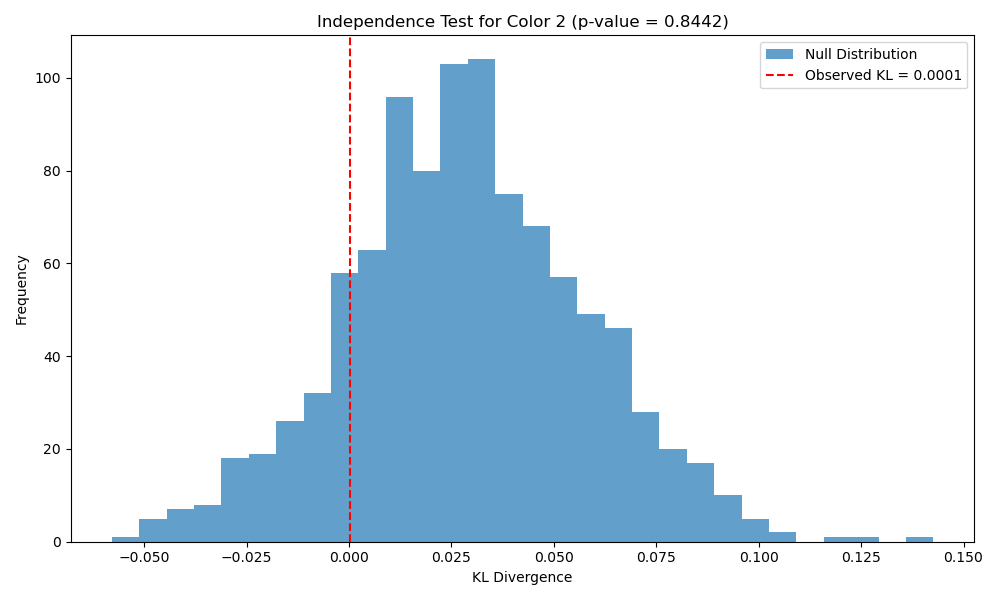 Independence Test for Color 2 (p-value = 0.8442)
Null Distribution
Observed KL = 0.0001
Frequency
100
80
60
40
20
0
−0.050 −0.025 0.000 0.025 0.050 0.075 0.100 0.125 0.150
KL Divergence